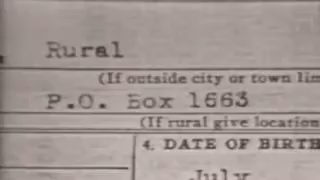 Rural
(If outside city or town lim
P.O. Box 1663
(If rural give location
4. DATE OF BIRTH
July